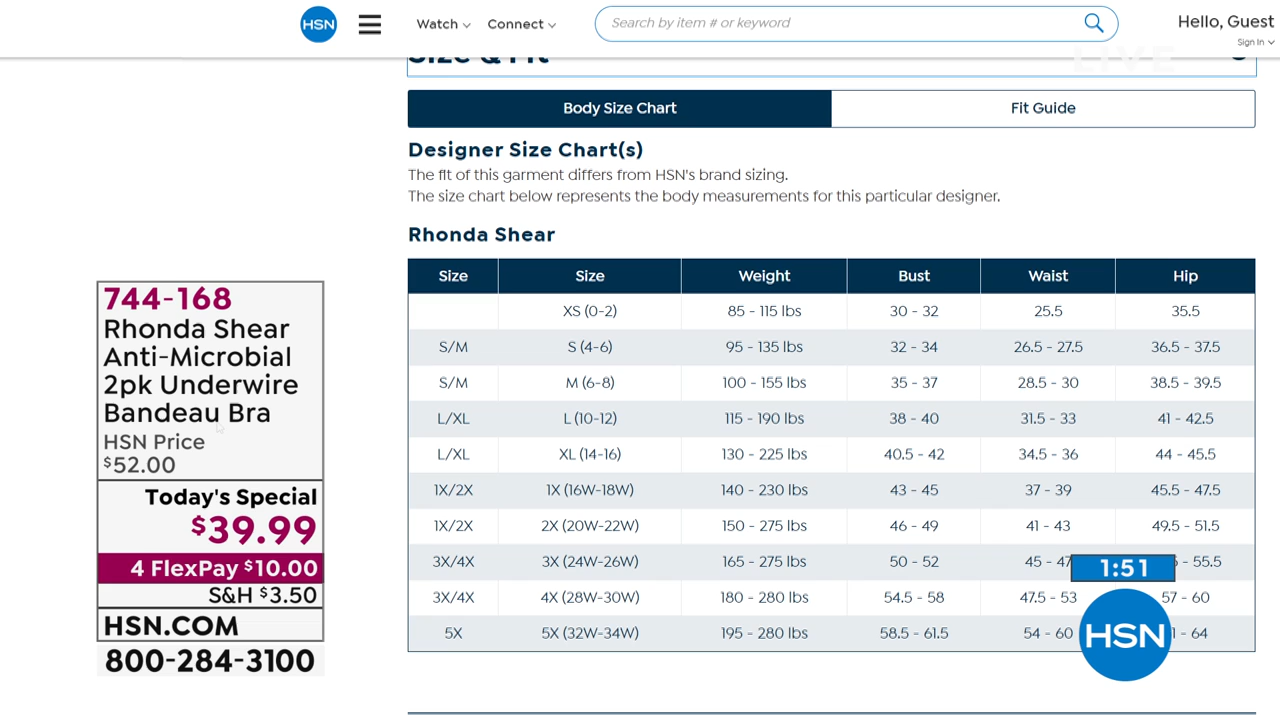 HSN
Watch
Connect
Search by item # or keyword
Hello, Guest
Sign In
Size & Fit
LIVE
Body Size Chart
Fit Guide
Designer Size Chart(s)
The fit of this garment differs from HSN's brand sizing.
The size chart below represents the body measurements for this particular designer.
Rhonda Shear
Size Size Weight Bust Waist Hip
XS (0-2) 85 - 115 lbs 30 - 32 25.5 35.5
S/M S (4-6) 95 - 135 lbs 32 - 34 26.5 - 27.5 36.5 - 37.5
S/M M (6-8) 100 - 155 lbs 35 - 37 28.5 - 30 38.5 - 39.5
L/XL L (10-12) 115 - 190 lbs 38 - 40 31.5 - 33 41 - 42.5
L/XL XL (14-16) 130 - 225 lbs 40.5 - 42 34.5 - 36 44 - 45.5
1X/2X 1X (16W-18W) 140 - 230 lbs 43 - 45 37 - 39 45.5 - 47.5
1X/2X 2X (20W-22W) 150 - 275 lbs 46 - 49 41 - 43 49.5 - 51.5
3X/4X 3X (24W-26W) 165 - 275 lbs 50 - 52 45 - 47 - 55.5
3X/4X 4X (28W-30W) 180 - 280 lbs 54.5 - 58 47.5 - 53 57 - 60
5X 5X (32W-34W) 195 - 280 lbs 58.5 - 61.5 54 - 60 - 64
744-168
Rhonda Shear
Anti-Microbial
2pk Underwire
Bandeau Bra
HSN Price
$52.00
Today's Special
$39.99
4 FlexPay $10.00
S&H $3.50
HSN.COM
800-284-3100
1:51
HSN